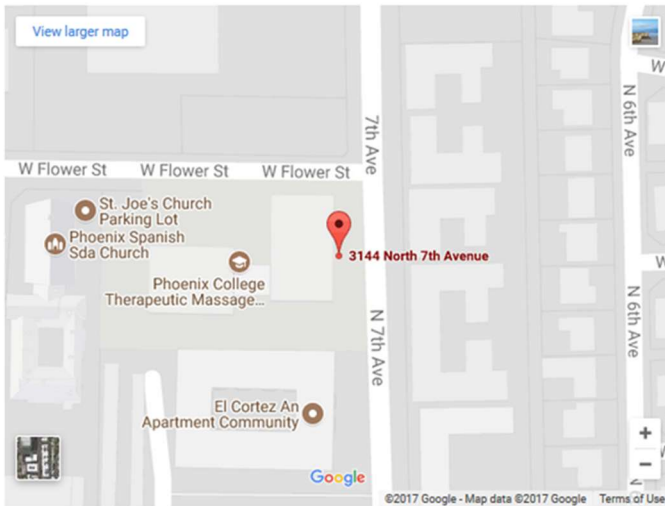 View larger map
W
7th Ave
N 6th Ave
W Flower St
W Flower St
W Flower St
St. Joe's Church
Parking Lot
Phoenix Spanish
Sda Church
3144 North 7th Avenue
Phoenix College
Therapeutic Massage...
N 7th Ave
N 6th Ave
El Cortez An
Apartment Community
+
−
Google
©2017 Google - Map data ©2017 Google
Terms of Use